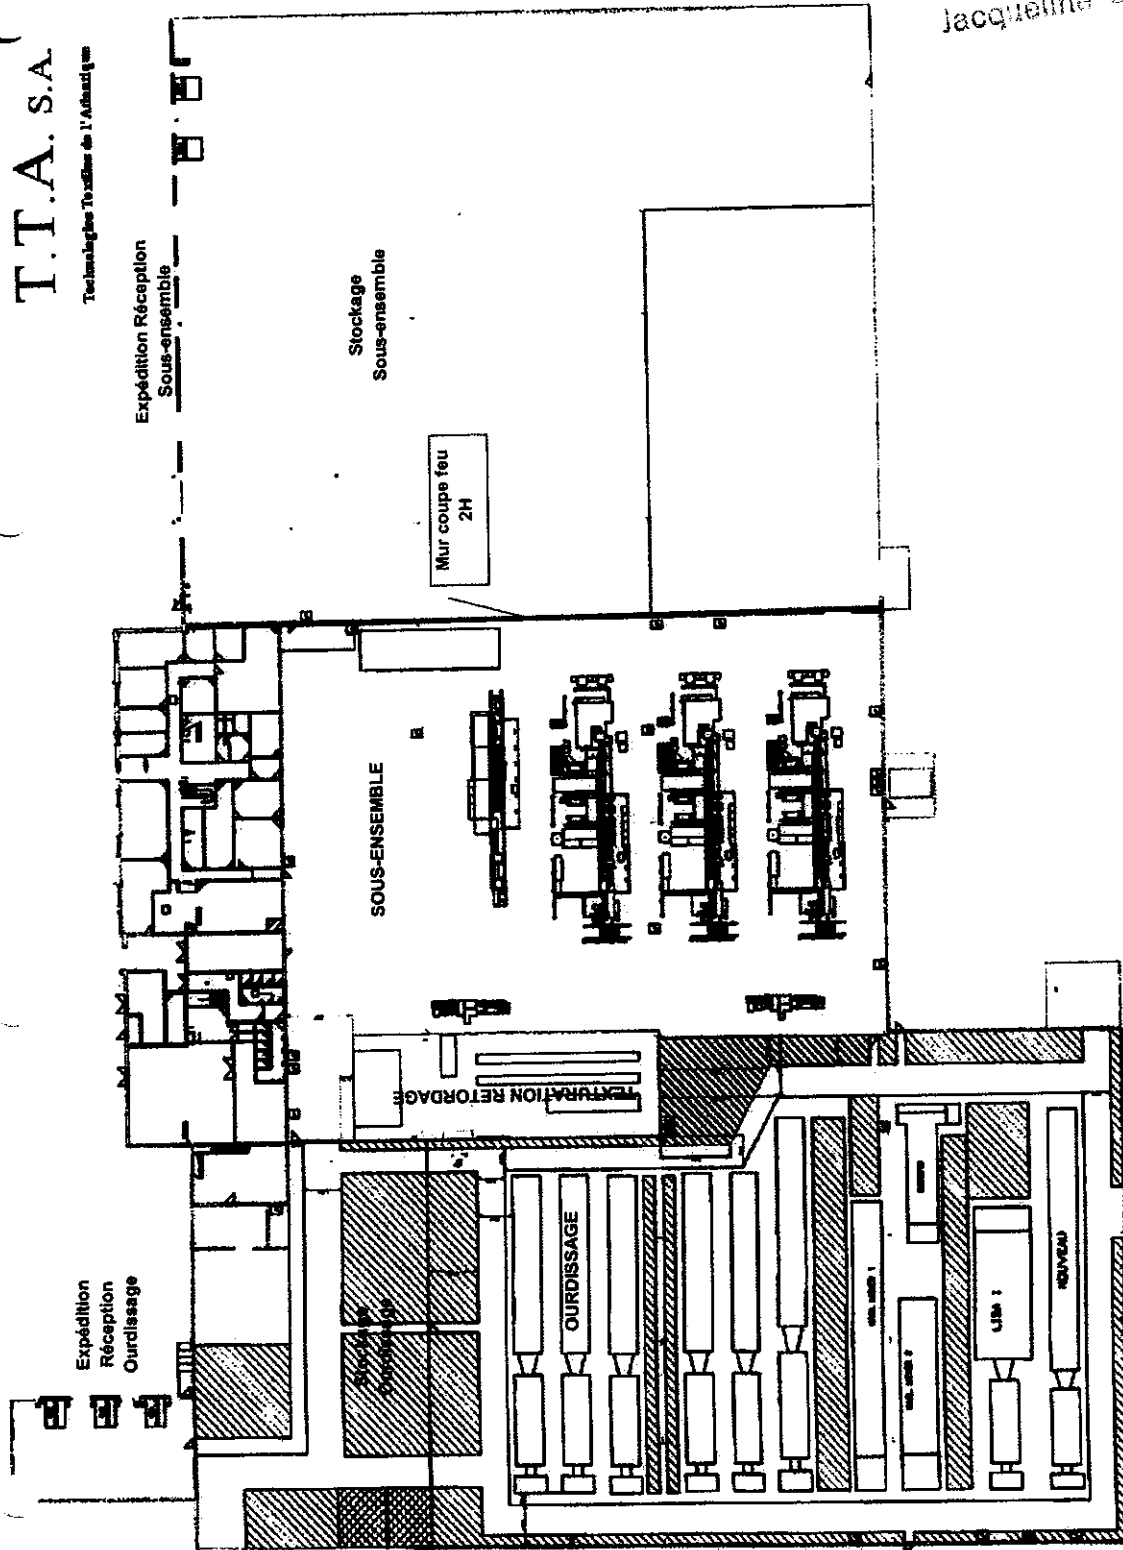 T.T.A. S.A.
Technologies Textiles de l'Atlantique
Jacqueline
Expédition Réception
Sous-ensemble
Stockage
Sous-ensemble
Mur coupe feu
2H
SOUS-ENSEMBLE
TEXTURATION RETORDAGE
Expédition
Réception
Ourdissage
Stockage
Ourdissage
OURDISSAGE
NOUVEAU